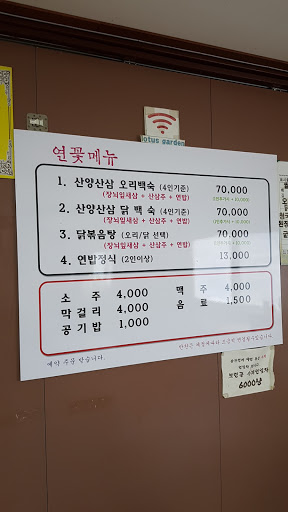 lotus garden
연꽃메뉴
1. 산양산삼 오리백숙 (4인기준) 70,000
(장뇌잎새삼 + 산삼주 + 연밥)
2. 산양산삼 닭 백 숙 (4인기준) 70,000
(장뇌잎새삼 + 산삼주 + 연밥)
3. 닭볶음탕 (오리/닭 선택) 70,000
(장뇌잎새삼 + 산삼주 + 연밥)
4. 연밥정식 (2인이상) 13,000
소 주 4,000 맥 주 4,000
막걸리 4,000 음 료 1,500
공기밥 1,000
예약 주문 받습니다.
6000냥